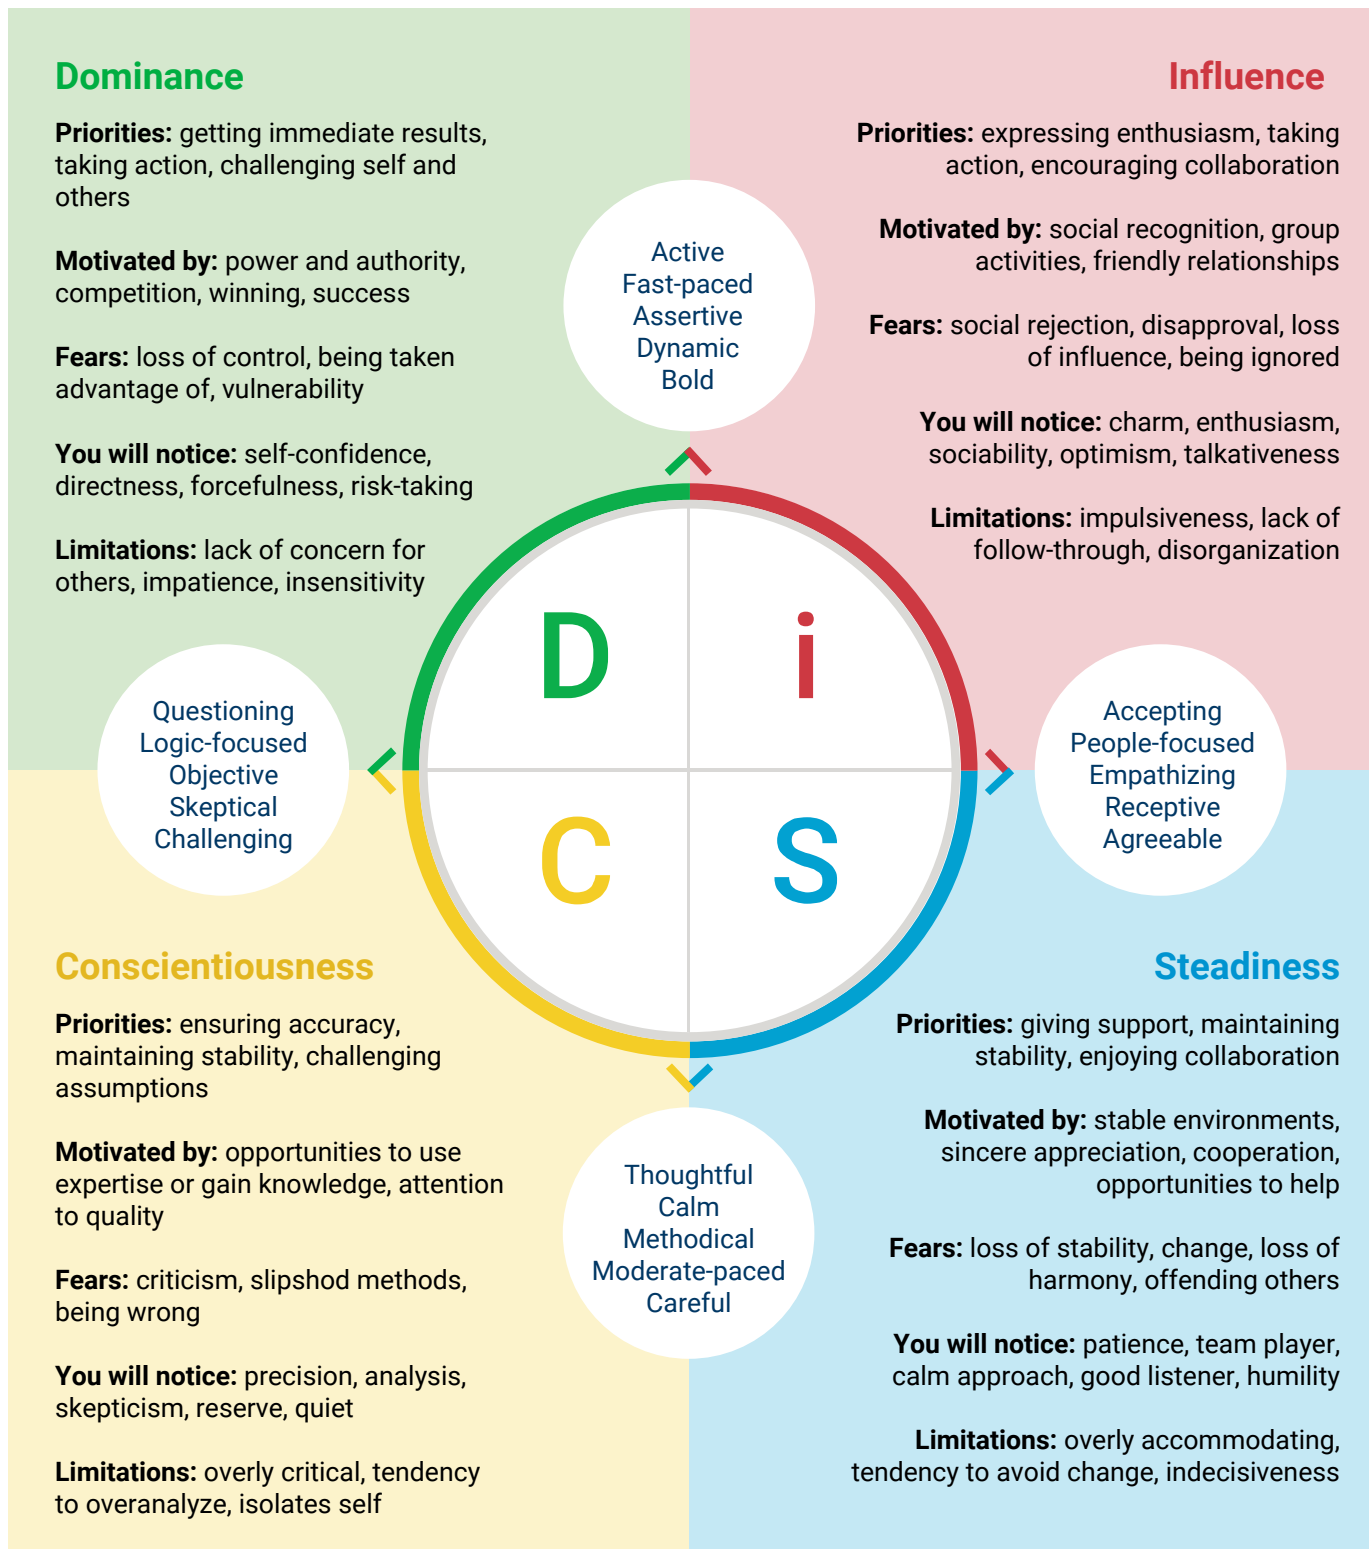 Dominance
Priorities: getting immediate results,
taking action, challenging self and
others
Motivated by: power and authority,
competition, winning, success
Fears: loss of control, being taken
advantage of, vulnerability
You will notice: self-confidence,
directness, forcefulness, risk-taking
Limitations: lack of concern for
others, impatience, insensitivity
Influence
Priorities: expressing enthusiasm, taking
action, encouraging collaboration
Motivated by: social recognition, group
activities, friendly relationships
Fears: social rejection, disapproval, loss
of influence, being ignored
You will notice: charm, enthusiasm,
sociability, optimism, talkativeness
Limitations: impulsiveness, lack of
follow-through, disorganization
Active
Fast-paced
Assertive
Dynamic
Bold
D
i
Questioning
Logic-focused
Objective
Skeptical
Challenging
Accepting
People-focused
Empathizing
Receptive
Agreeable
C
S
Conscientiousness
Priorities: ensuring accuracy,
maintaining stability, challenging
assumptions
Motivated by: opportunities to use
expertise or gain knowledge, attention
to quality
Fears: criticism, slipshod methods,
being wrong
You will notice: precision, analysis,
skepticism, reserve, quiet
Limitations: overly critical, tendency
to overanalyze, isolates self
Thoughtful
Calm
Methodical
Moderate-paced
Careful
Steadiness
Priorities: giving support, maintaining
stability, enjoying collaboration
Motivated by: stable environments,
sincere appreciation, cooperation,
opportunities to help
Fears: loss of stability, change, loss of
harmony, offending others
You will notice: patience, team player,
calm approach, good listener, humility
Limitations: overly accommodating,
tendency to avoid change, indecisiveness